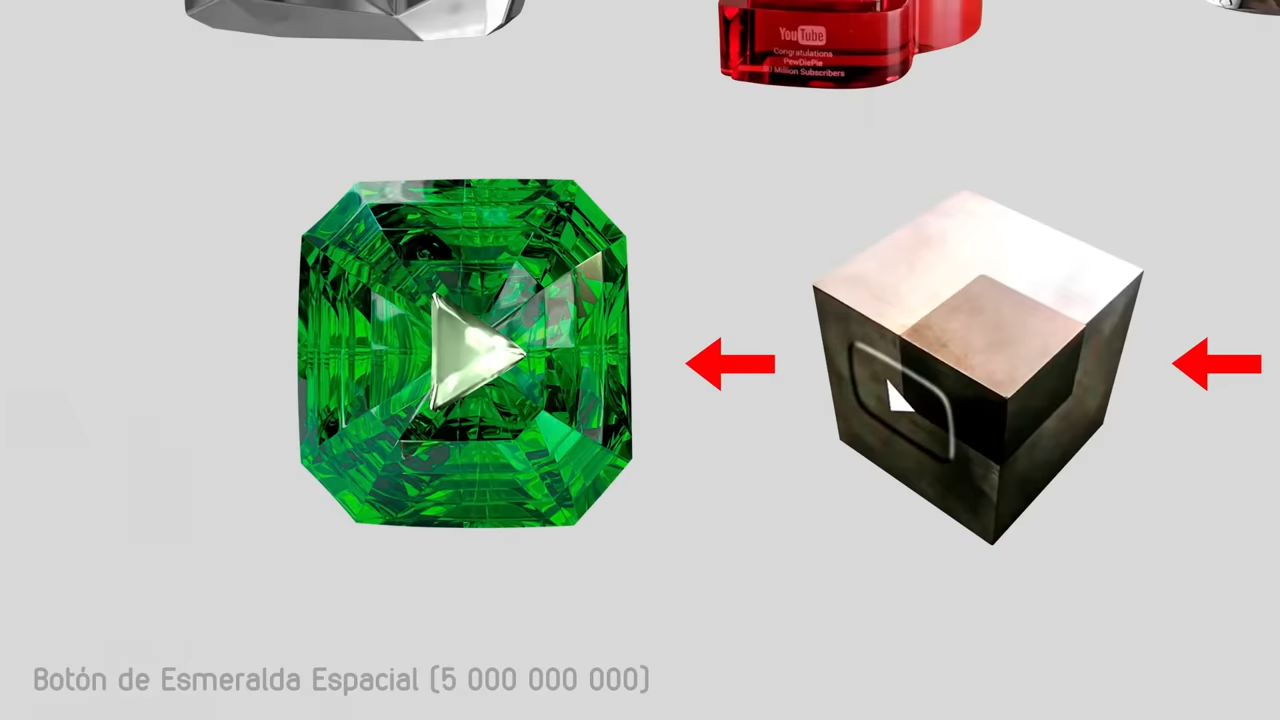 YouTube
Congratulations
PewDiePie
Million Subscribers
Botón de Esmeralda Espacial (5 000 000 000)